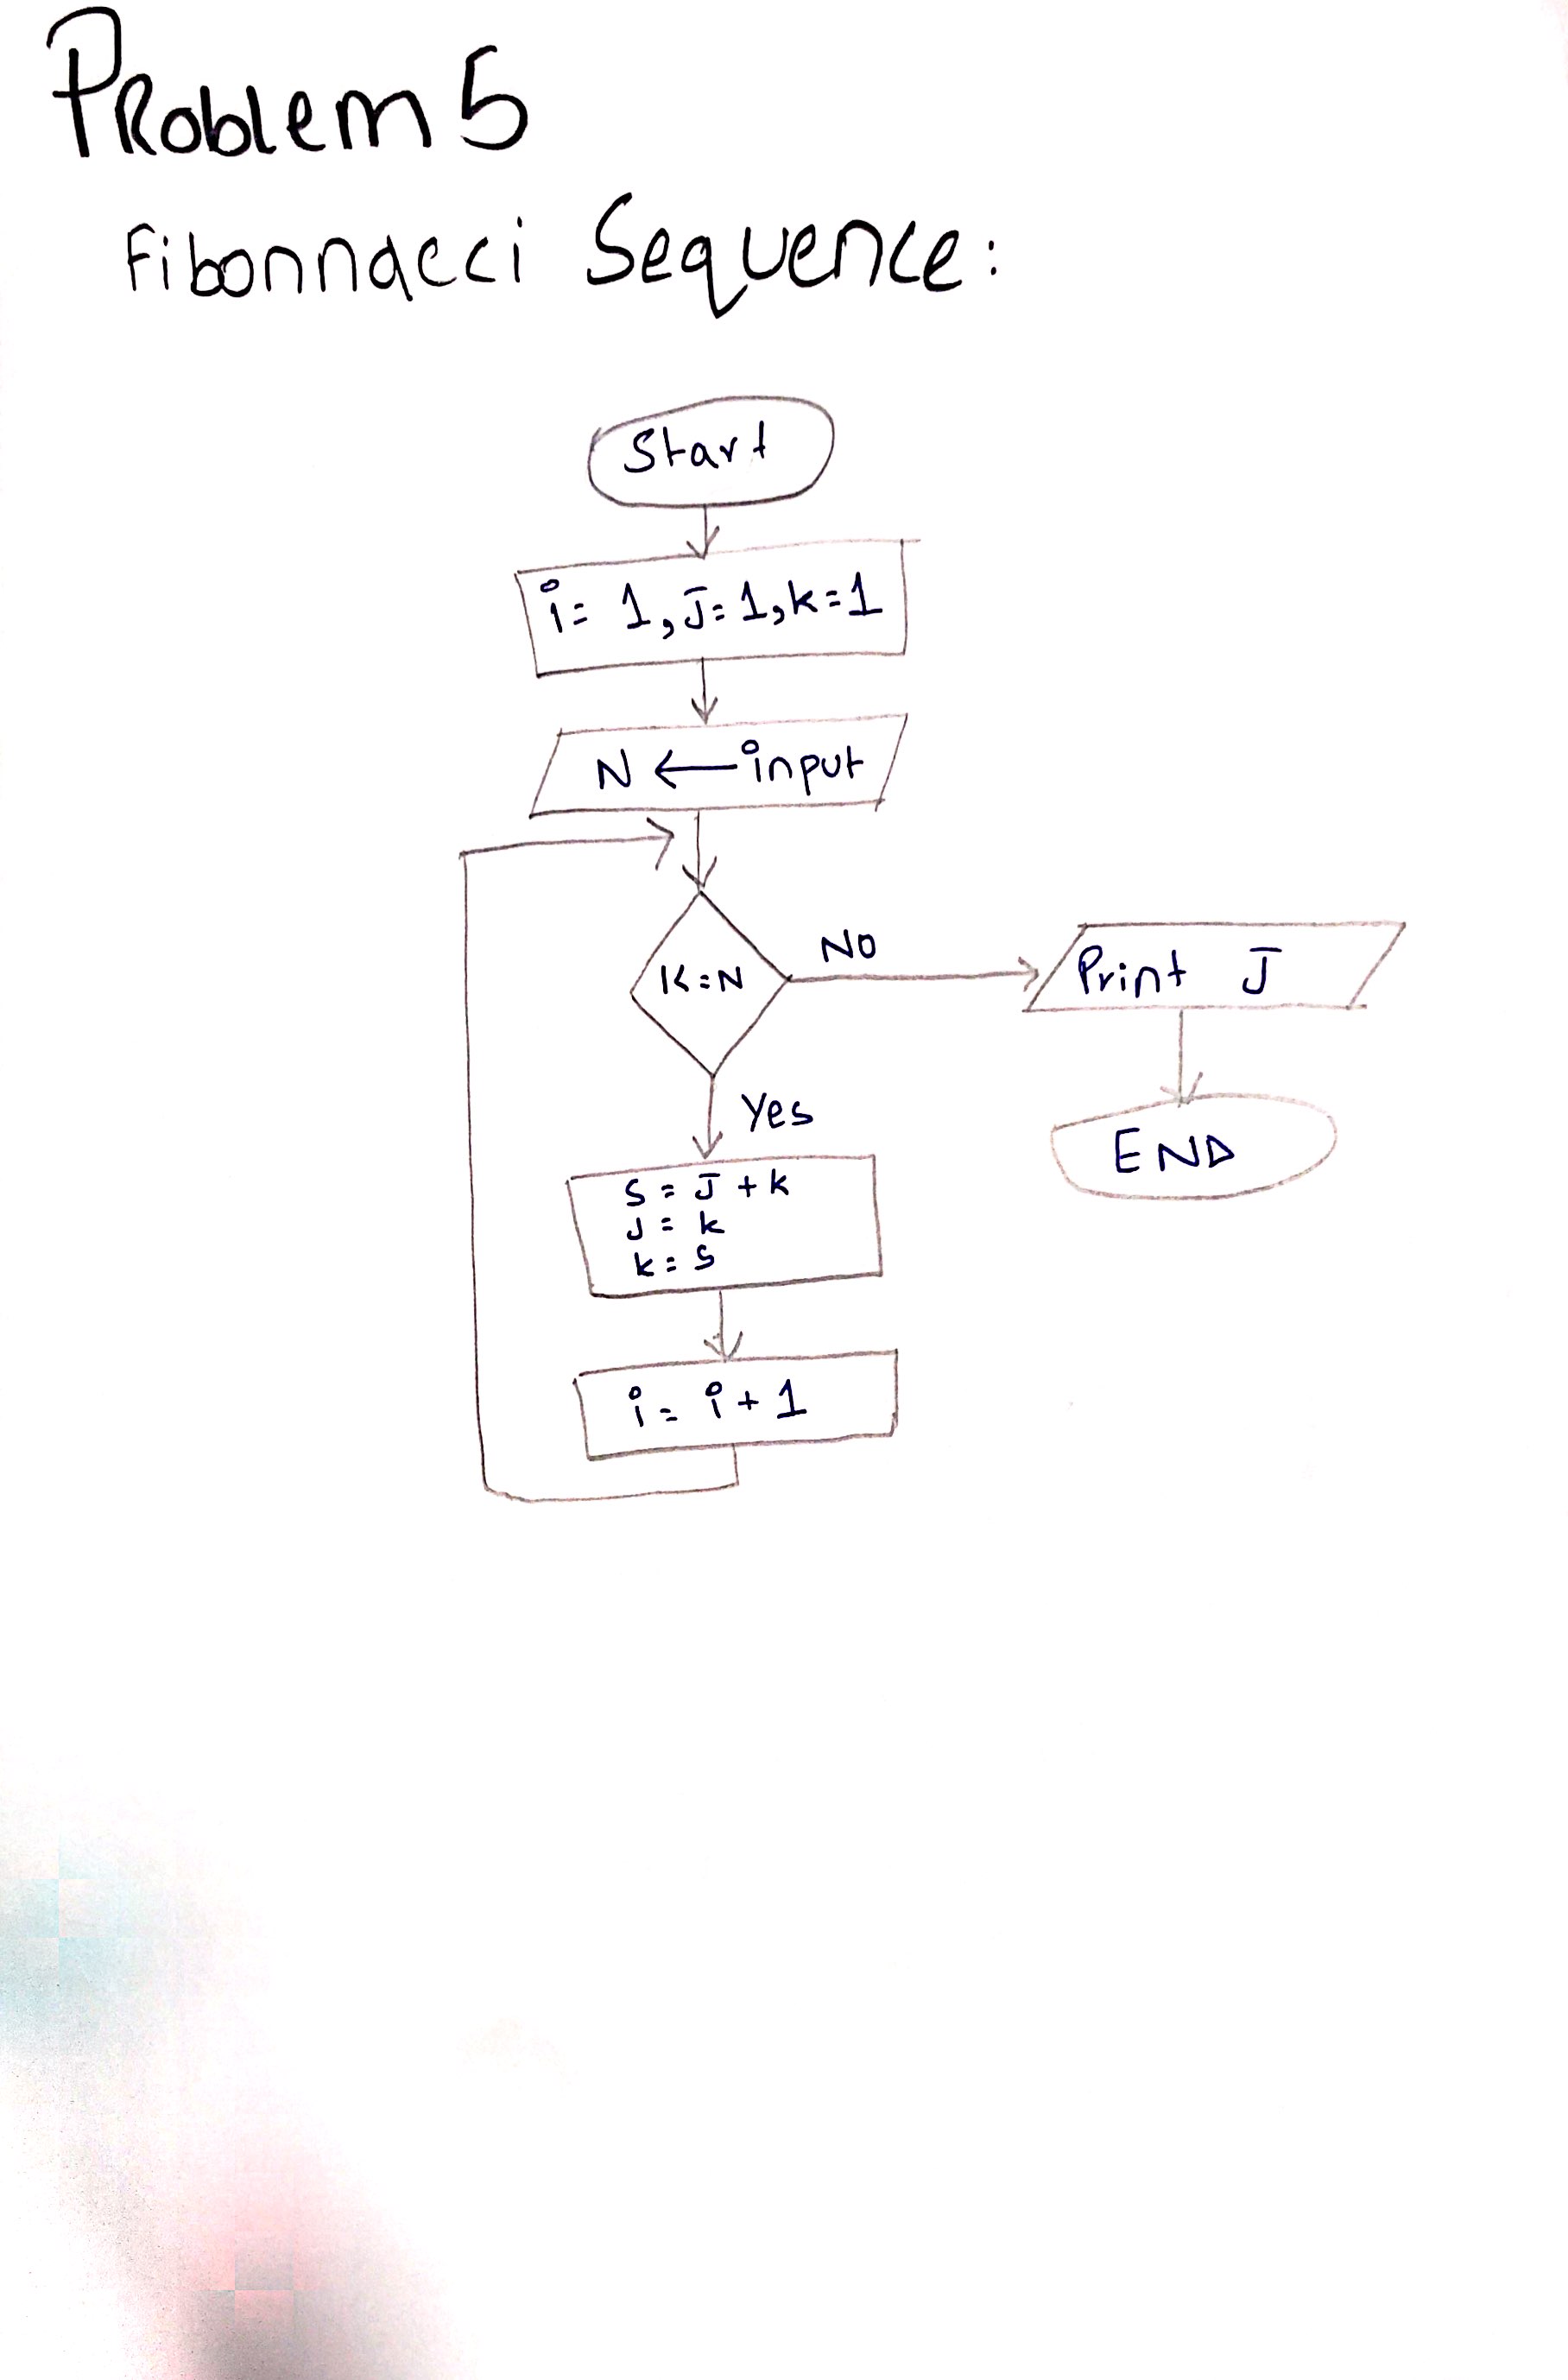 Problem 5
Fibonnacci Sequence:
Start
i = 1, J = 1, k = 1
N ← input
K = N
No
Print J
Yes
END
S = J + k
J = k
k = S
i = i + 1